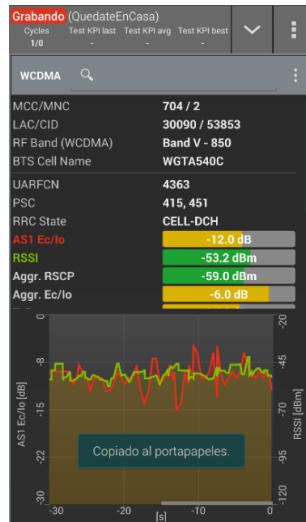 Grabando (QuedateEnCasa)
Cycles Test KPI last Test KPI avg Test KPI best
1/0 - - -
WCDMA
MCC/MNC 704 / 2
LAC/CID 30090 / 53853
RF Band (WCDMA) Band V - 850
BTS Cell Name WGTA540C
UARFCN 4363
PSC 415, 451
RRC State CELL-DCH
AS1 Ec/Io -12.0 dB
RSSI -53.2 dBm
Aggr. RSCP -59.0 dBm
Aggr. Ec/Io -6.0 dB
0 -20
-8 -45
-15 -70
-22 -95
-30
AS1 Ec/Io [dB]
RSSI [dBm]
Copiado al portapapeles.
-30 -20 -10 0
[s]